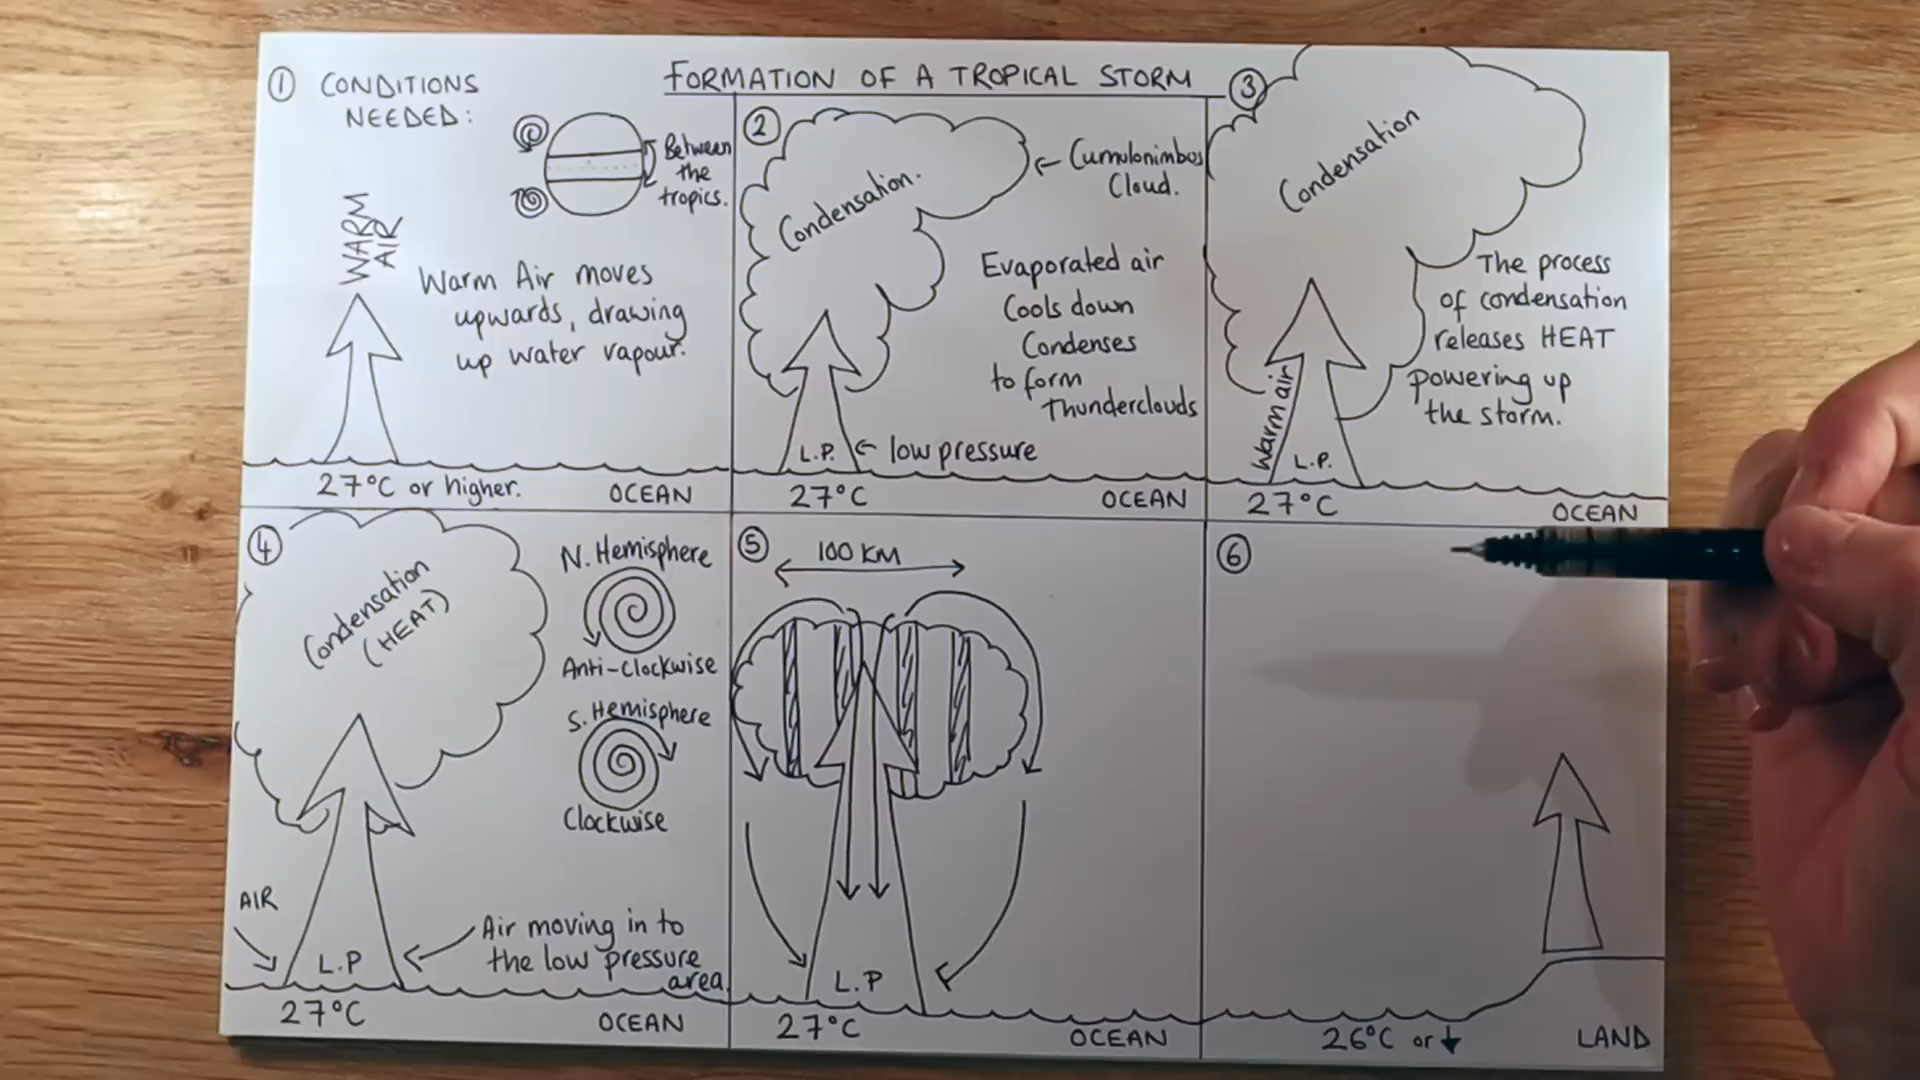 FORMATION OF A TROPICAL STORM
① CONDITIONS
NEEDED:
Between
the
tropics.
WARM
AIR
Warm Air moves
upwards, drawing
up water vapour.
27°C or higher.
OCEAN
②
Condensation.
← Cumulonimbos
Cloud.
Evaporated air
Cools down
Condenses
to form
Thunderclouds
L.P. ← low pressure
27°C
OCEAN
③
Condensation
The process
of condensation
releases HEAT
powering up
the storm.
Warm air
L.P.
27°C
OCEAN
④
Condensation
(HEAT)
N. Hemisphere
Anti-Clockwise
S. Hemisphere
Clockwise
AIR
Air moving in to
the low pressure
area.
L.P
27°C
OCEAN
⑤
100 KM
L.P
27°C
OCEAN
⑥
26°C or ↓
LAND